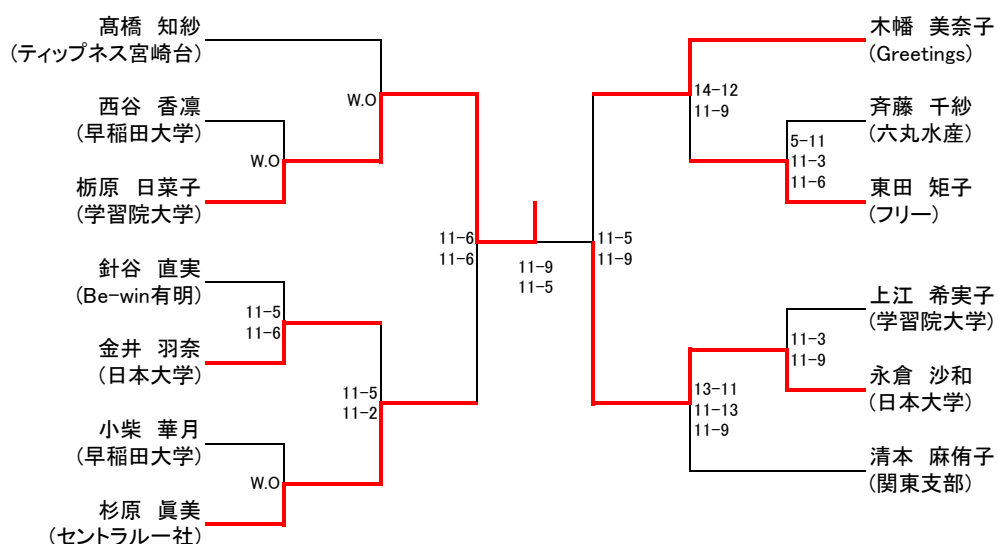 髙橋　知紗
(ティップネス宮崎台)
W.O
西谷　香凛
(早稲田大学)
W.O
栃原　日菜子
(学習院大学)
11-6
11-6
針谷　直実
(Be-win有明)
11-5
11-6
金井　羽奈
(日本大学)
11-5
11-2
小柴　華月
(早稲田大学)
W.O
杉原　眞美
(セントラル一社)
11-9
11-5
木幡　美奈子
(Greetings)
14-12
11-9
斉藤　千紗
(六丸水産)
5-11
11-3
11-6
東田　矩子
(フリー)
11-5
11-9
上江　希実子
(学習院大学)
11-3
11-9
永倉　沙和
(日本大学)
13-11
11-13
11-9
清本　麻侑子
(関東支部)